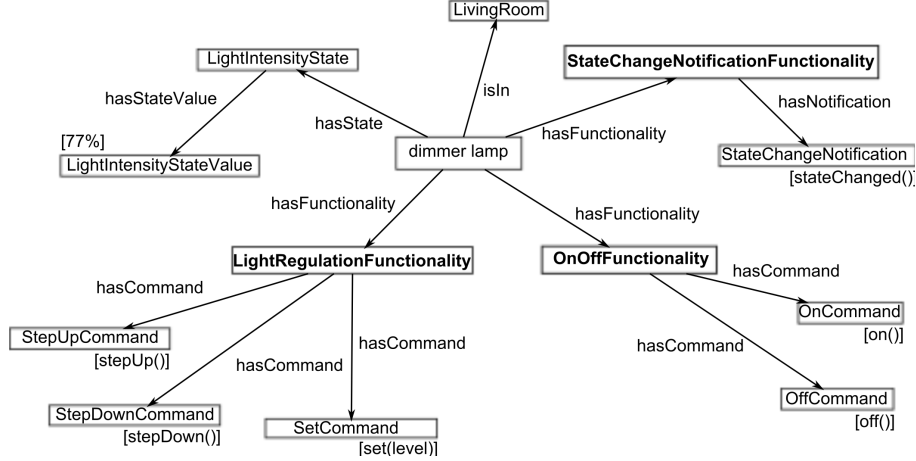 LivingRoom
LightIntensityState
StateChangeNotificationFunctionality
hasStateValue
isIn
hasNotification
hasState
hasFunctionality
[77%]
dimmer lamp
StateChangeNotification
LightIntensityStateValue
[stateChanged()]
hasFunctionality
hasFunctionality
LightRegulationFunctionality
OnOffFunctionality
hasCommand
hasCommand
OnCommand
StepUpCommand
[on()]
hasCommand
hasCommand
[stepUp()]
hasCommand
OffCommand
StepDownCommand
[off()]
SetCommand
[stepDown()]
[set(level)]